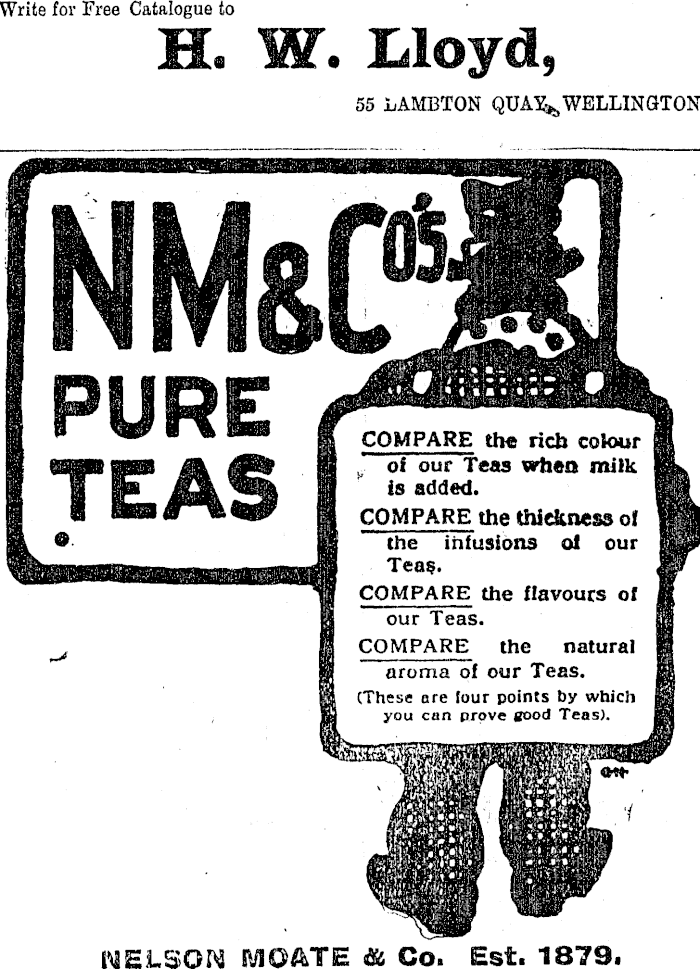 Write for Free Catalogue to
H. W. Lloyd,
55 LAMBTON QUAY, WELLINGTON
NM& Co's.
PURE
TEAS
COMPARE the rich colour
of our Teas when milk
is added.
COMPARE the thickness of
the infusions of our
Teas.
COMPARE the flavours of
our Teas.
COMPARE the natural
aroma of our Teas.
(These are four points by which
you can prove good Teas).
NELSON MOATE & Co. Est. 1879.